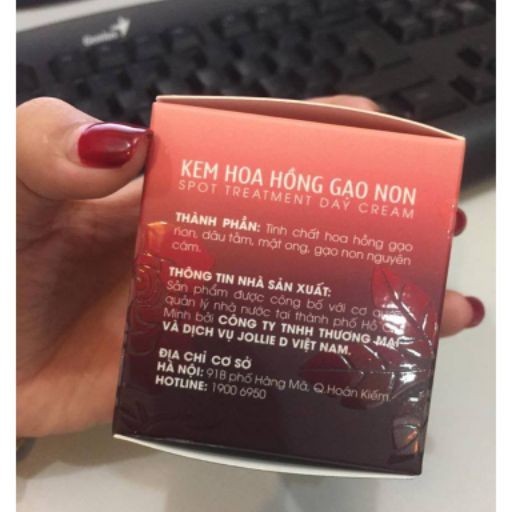 Genius
KEM HOA HỒNG GẠO NON
SPOT TREATMENT DAY CREAM
THÀNH PHẦN: Tinh chất hoa hồng gạo
non, dâu tằm, mật ong, gạo non nguyên
cám.
THÔNG TIN NHÀ SẢN XUẤT:
Sản phẩm được công bố với cơ quan
quản lý nhà nước tại thành phố Hồ Chí
Minh bởi CÔNG TY TNHH THƯƠNG MẠI
VÀ DỊCH VỤ JOLLIE D VIỆT NAM.
ĐỊA CHỈ CƠ SỞ
HÀ NỘI: 91B phố Hàng Mã, Q.Hoàn Kiếm.
HOTLINE: 1900 6950